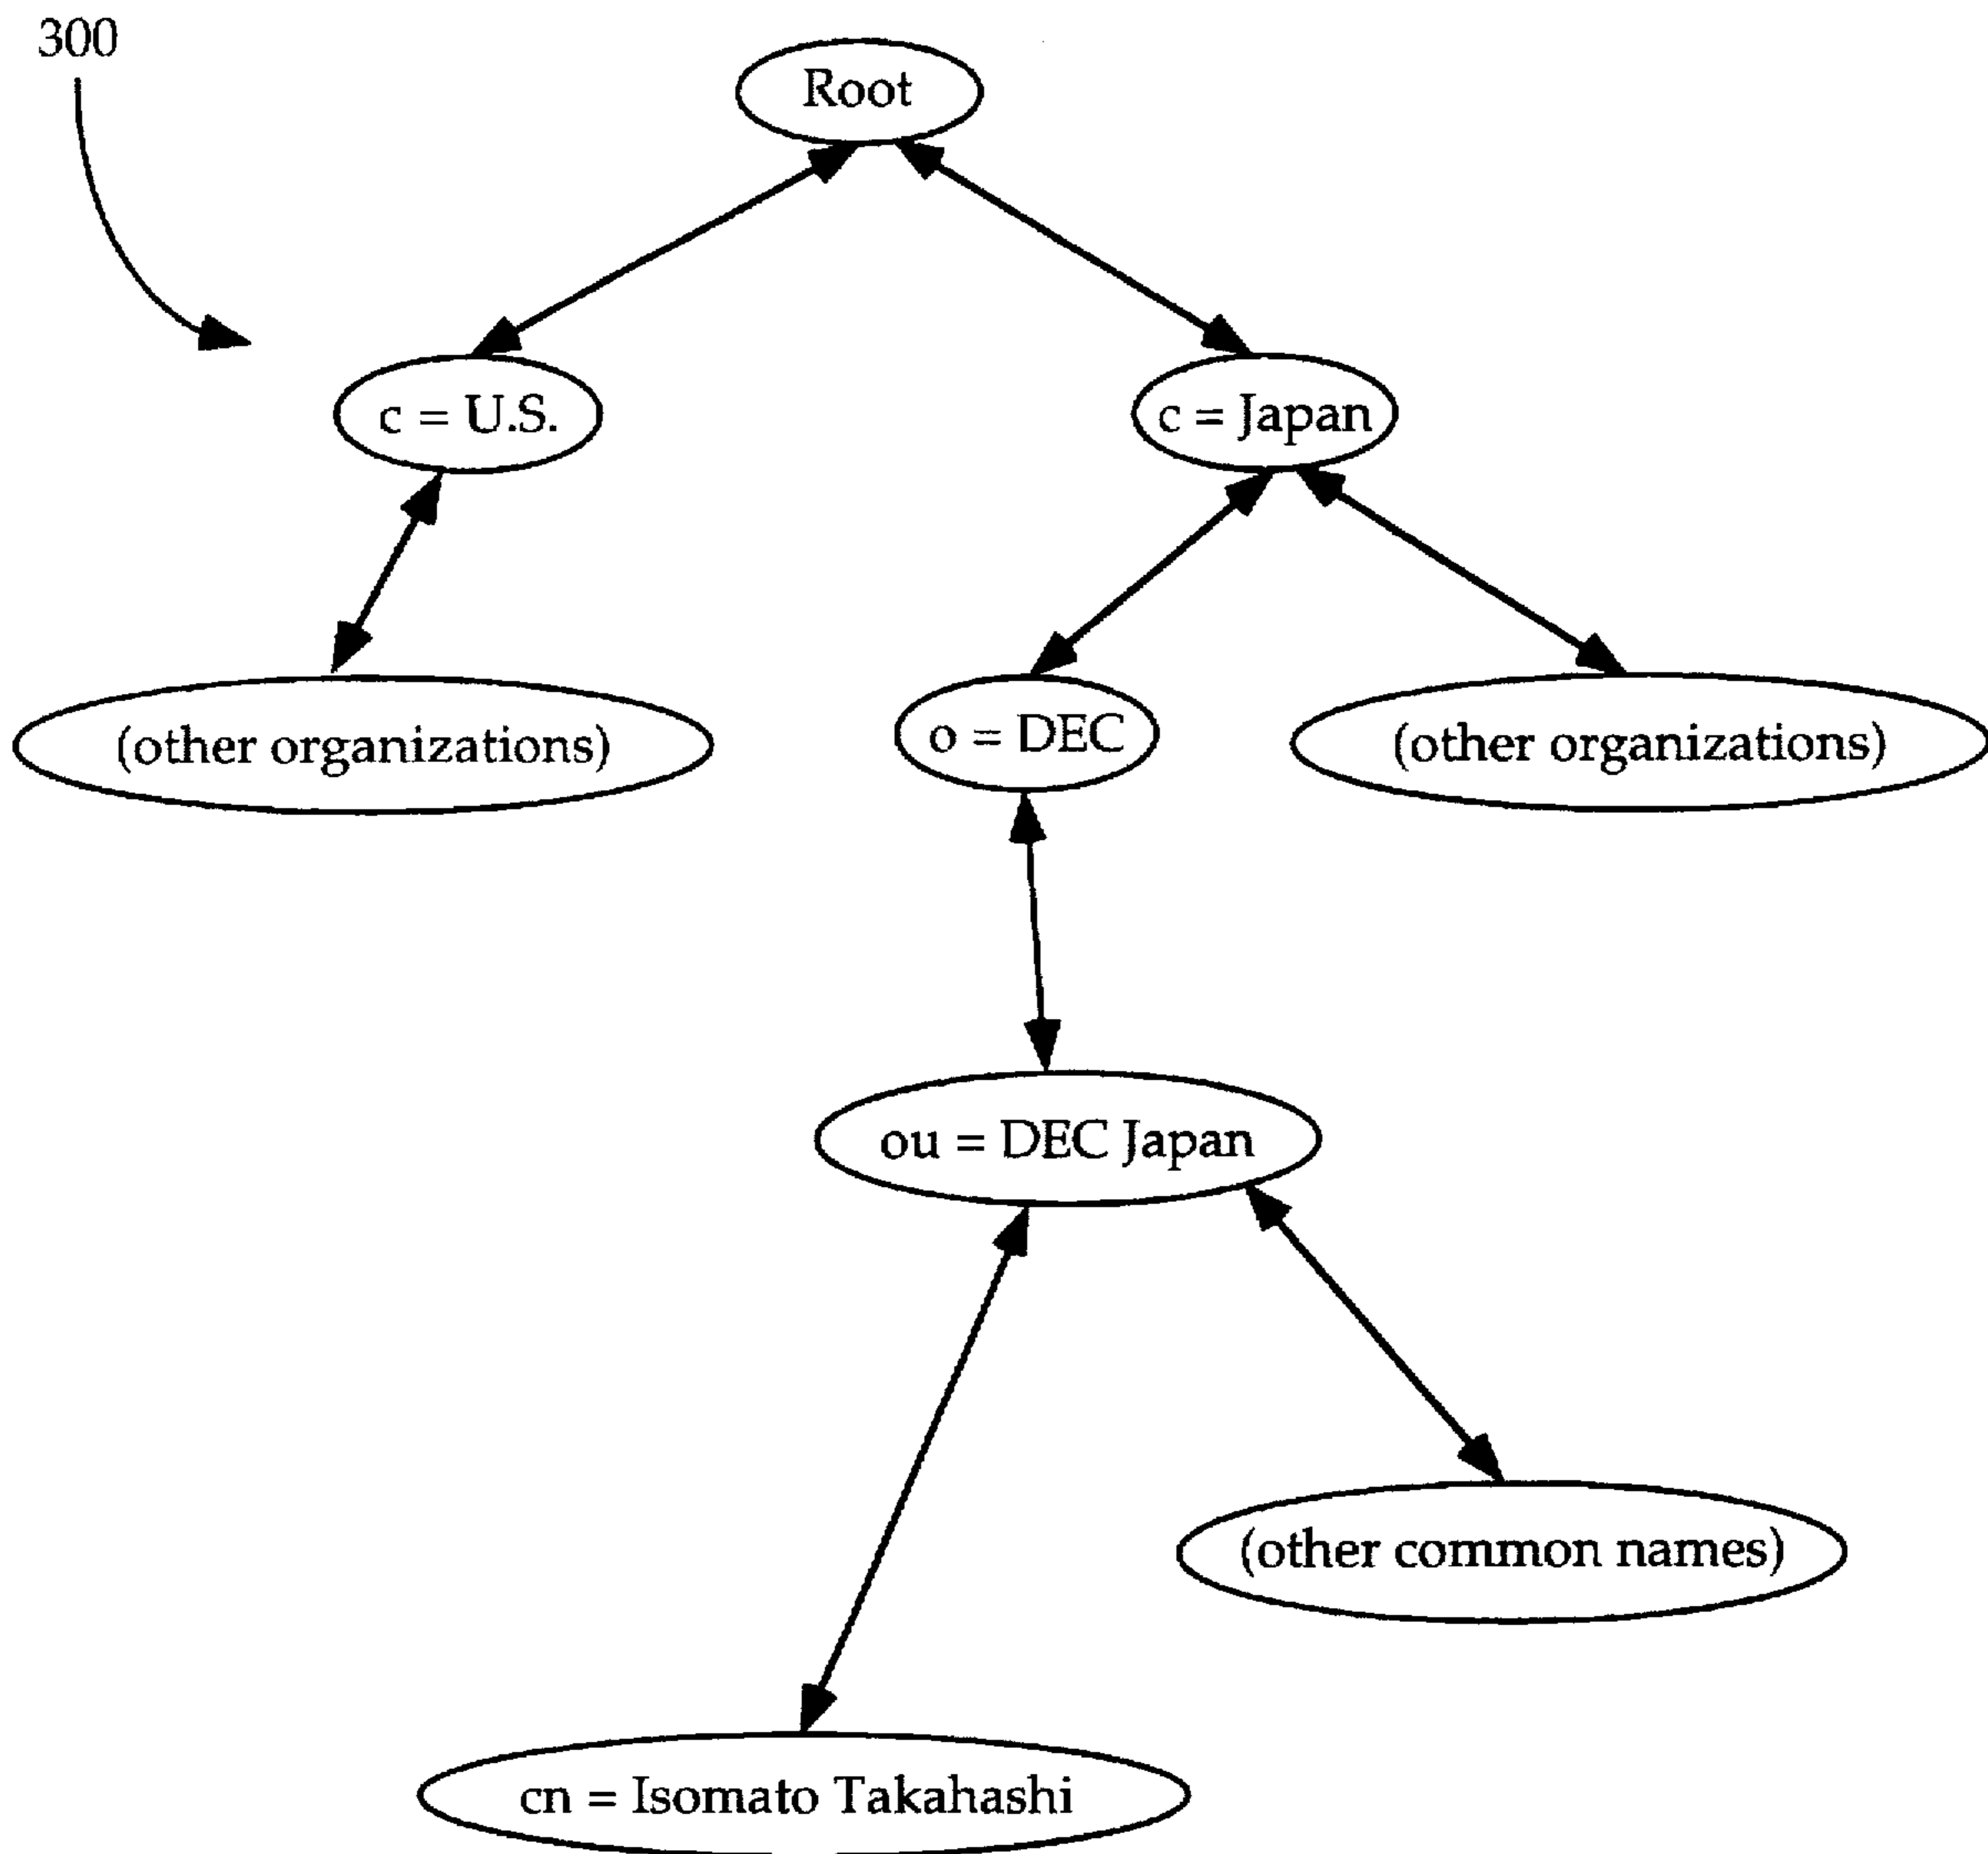 300
Root
c = U.S.
c = Japan
(other organizations)
o = DEC
(other organizations)
ou = DEC Japan
(other common names)
cn = Isomato Takahashi